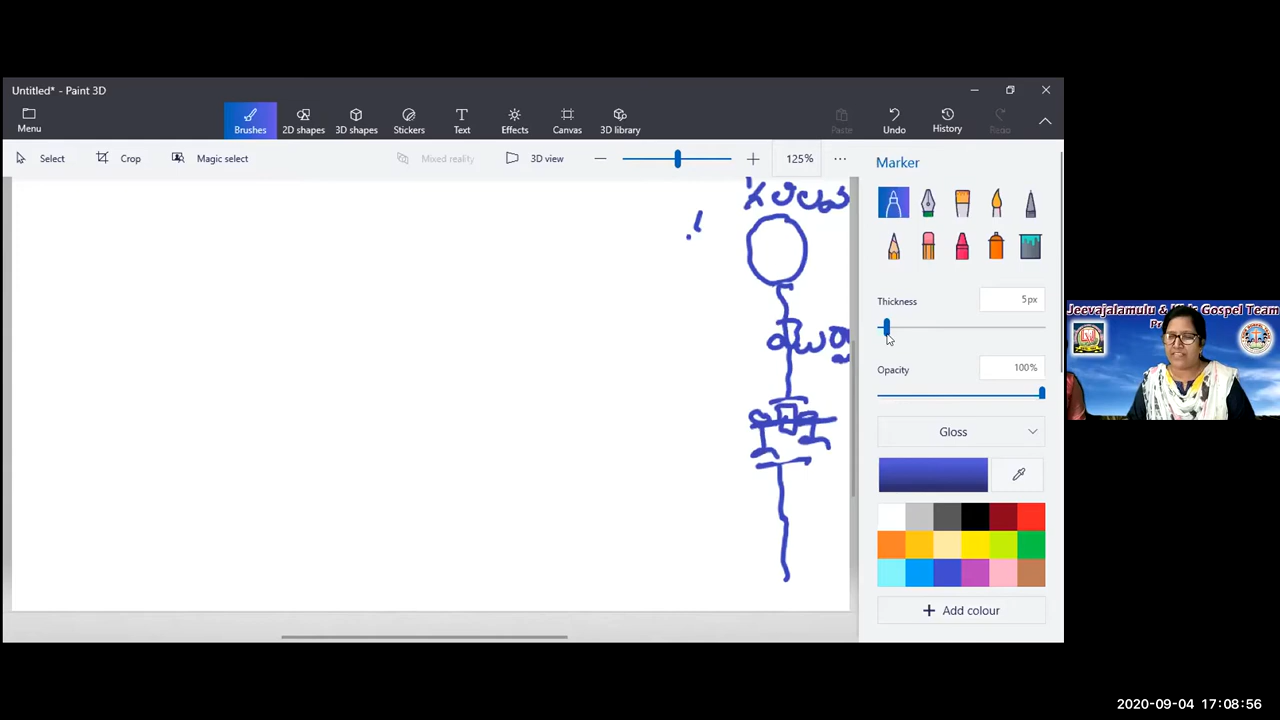 Untitled* - Paint 3D
Menu
Brushes
2D shapes
3D shapes
Stickers
Text
Effects
Canvas
3D library
Paste
Undo
History
Redo
Select
Crop
Magic select
Mixed reality
3D view
125%
Marker
Thickness
5px
Opacity
100%
Gloss
Add colour
Jeevajalamulu & Kids Gospel Team
2020-09-04 17:08:56